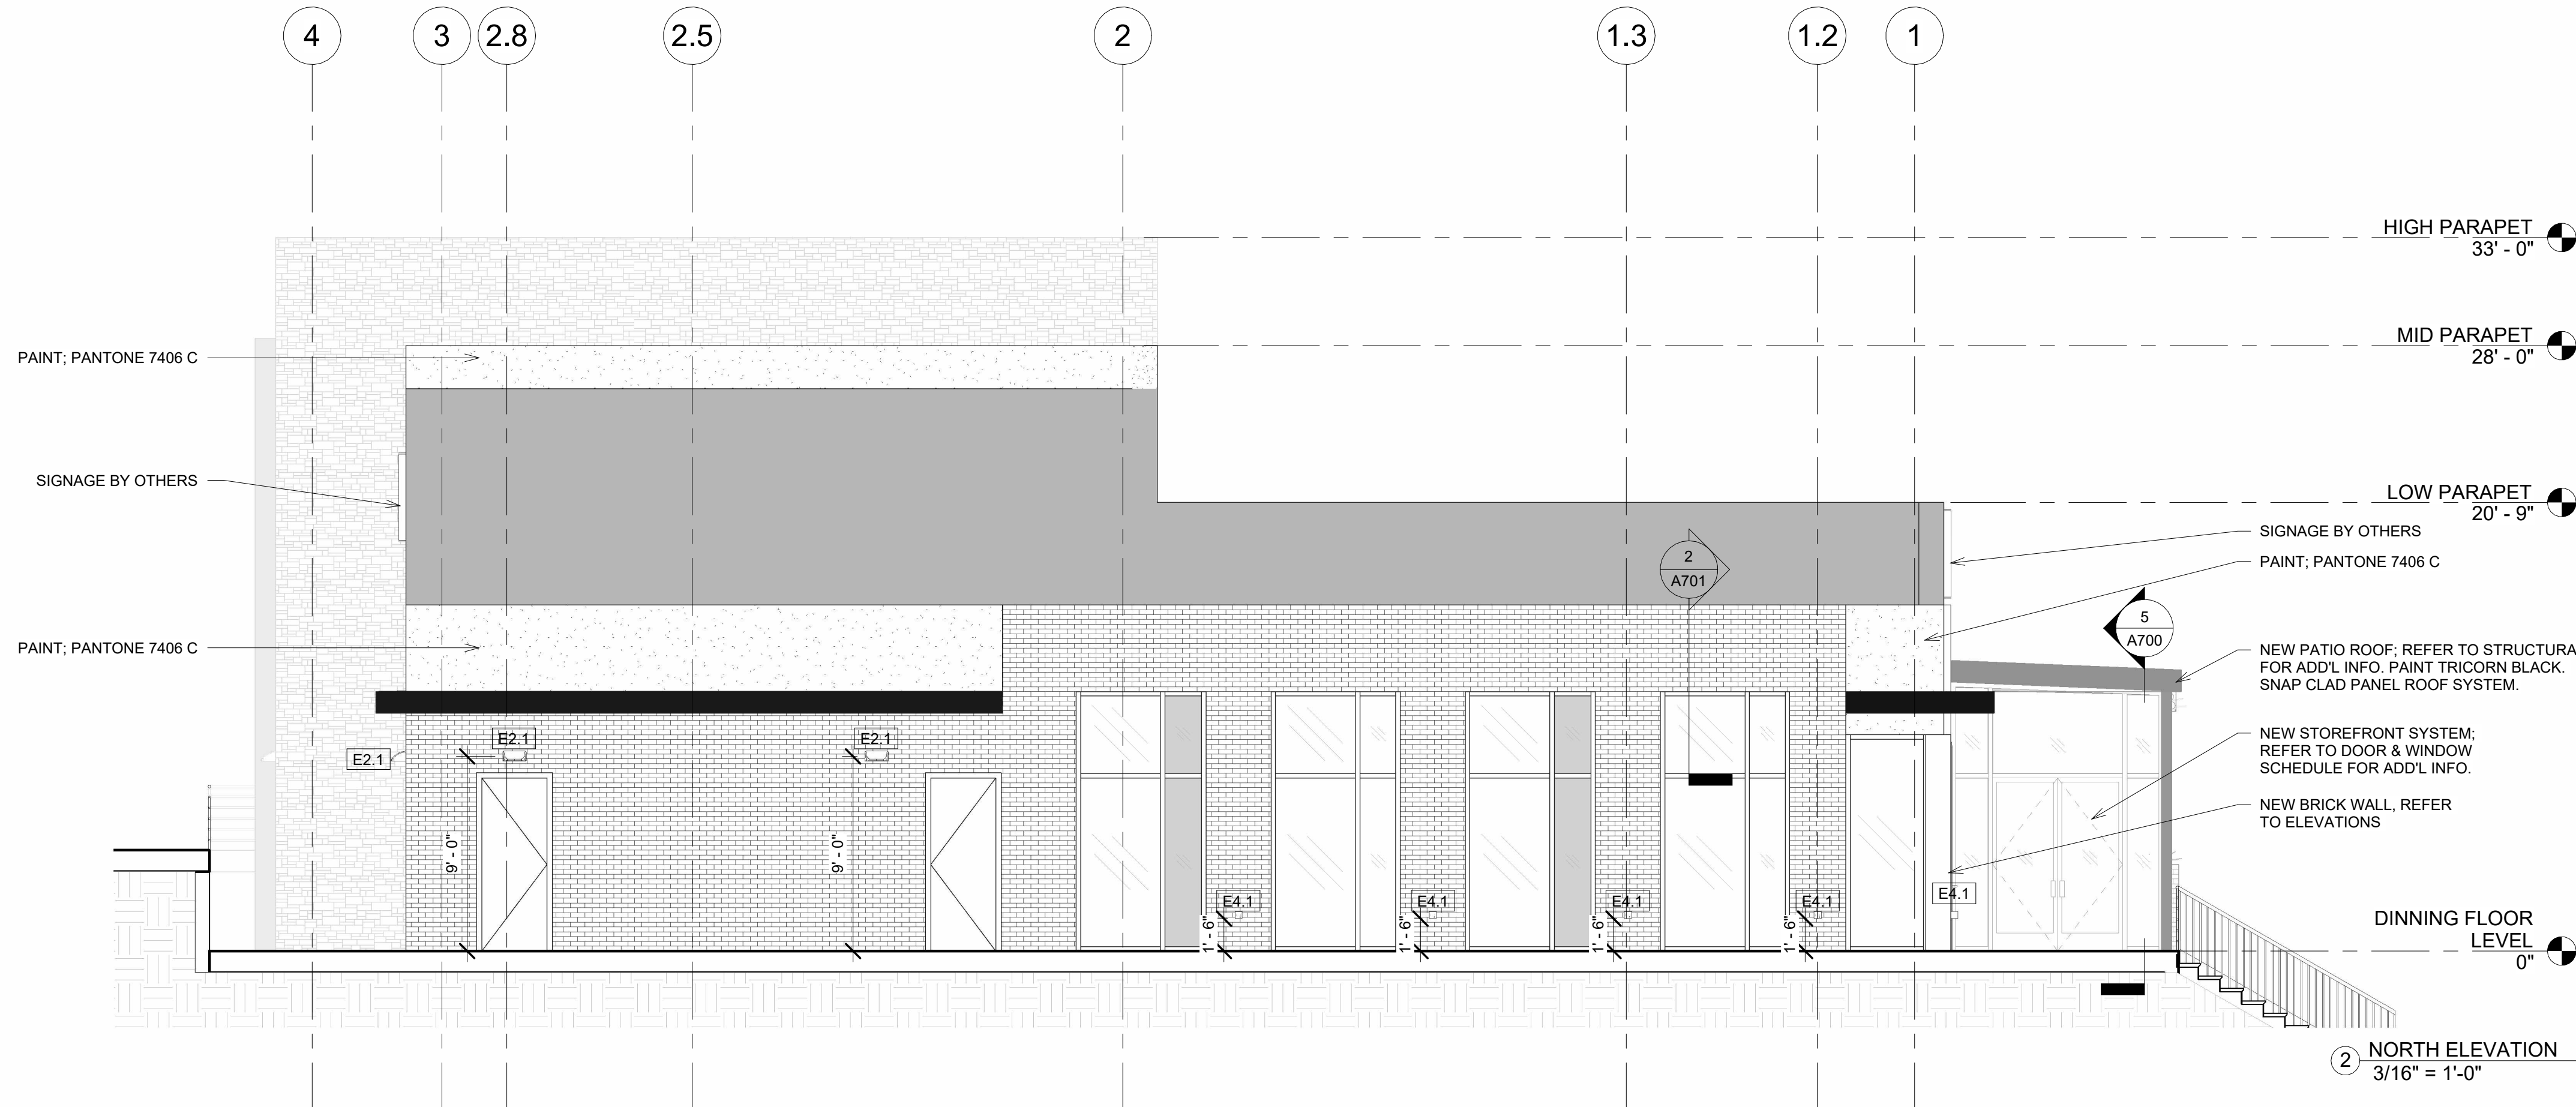 4
3
2.8
2.5
2
1.3
1.2
1
HIGH PARAPET
33' - 0"
MID PARAPET
28' - 0"
PAINT; PANTONE 7406 C
SIGNAGE BY OTHERS
LOW PARAPET
20' - 9"
SIGNAGE BY OTHERS
PAINT; PANTONE 7406 C
2
A701
5
A700
PAINT; PANTONE 7406 C
NEW PATIO ROOF; REFER TO STRUCTURA
FOR ADD'L INFO. PAINT TRICORN BLACK.
SNAP CLAD PANEL ROOF SYSTEM.
E2.1
E2.1
E2.1
NEW STOREFRONT SYSTEM;
REFER TO DOOR & WINDOW
SCHEDULE FOR ADD'L INFO.
NEW BRICK WALL, REFER
TO ELEVATIONS
9' - 0"
9' - 0"
E4.1
E4.1
E4.1
E4.1
E4.1
1' - 6"
1' - 6"
1' - 6"
1' - 6"
DINNING FLOOR
LEVEL
0"
2
NORTH ELEVATION
3/16" = 1'-0"